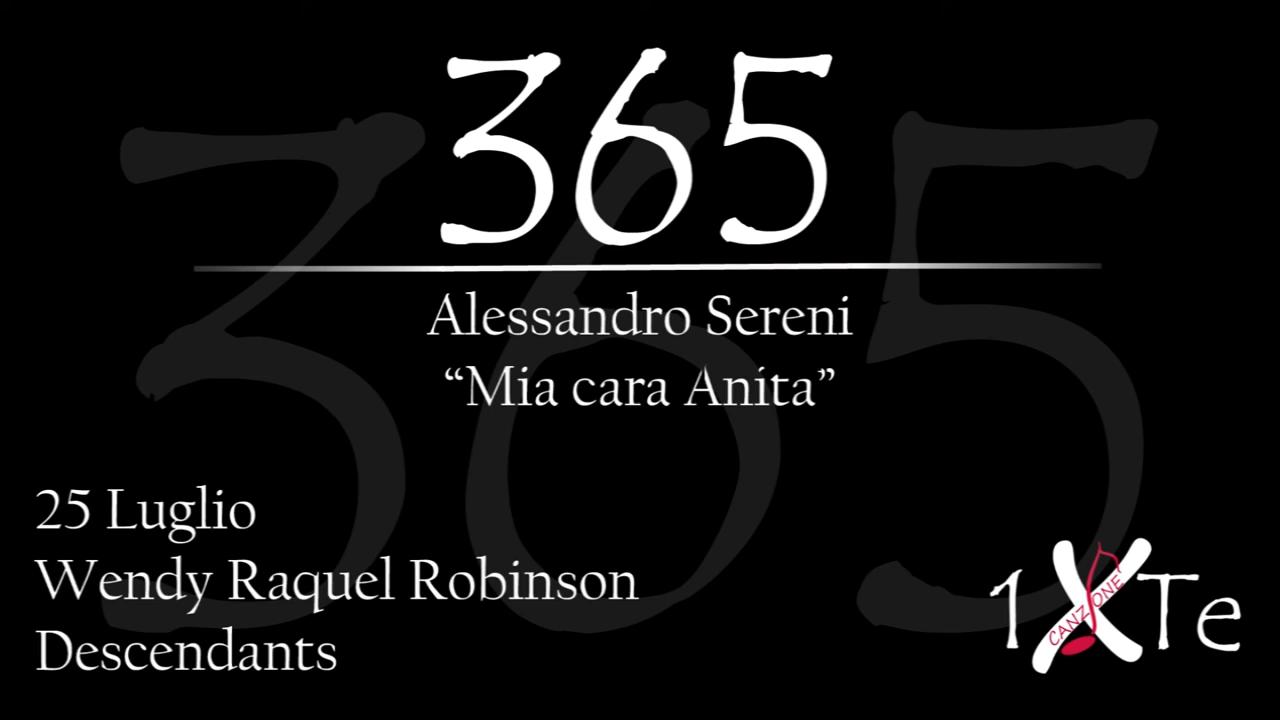 365
Alessandro Sereni
“Mia cara Anita”
25 Luglio
Wendy Raquel Robinson
Descendants
1XTe
CANZONE